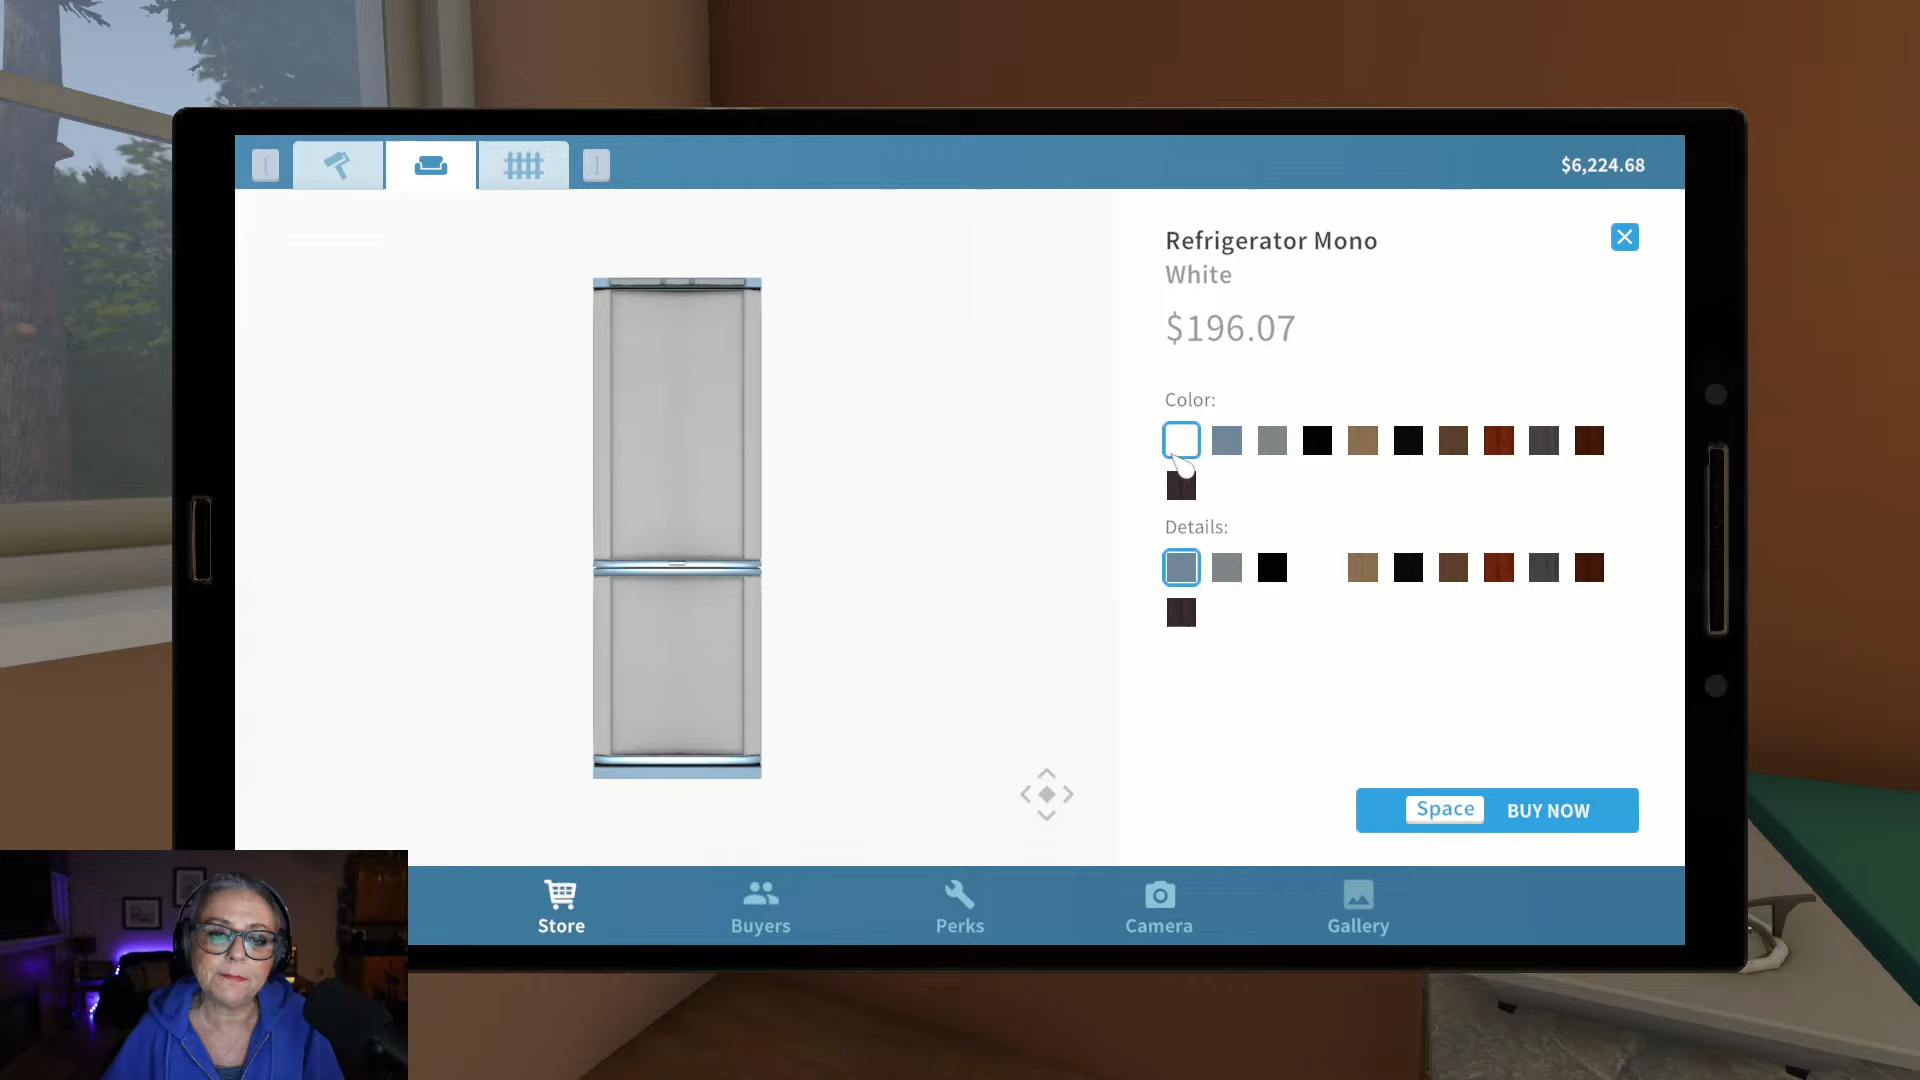 [
]
$6,224.68
Refrigerator Mono
White
$196.07
Color:
Details:
Space BUY NOW
Store
Buyers
Perks
Camera
Gallery